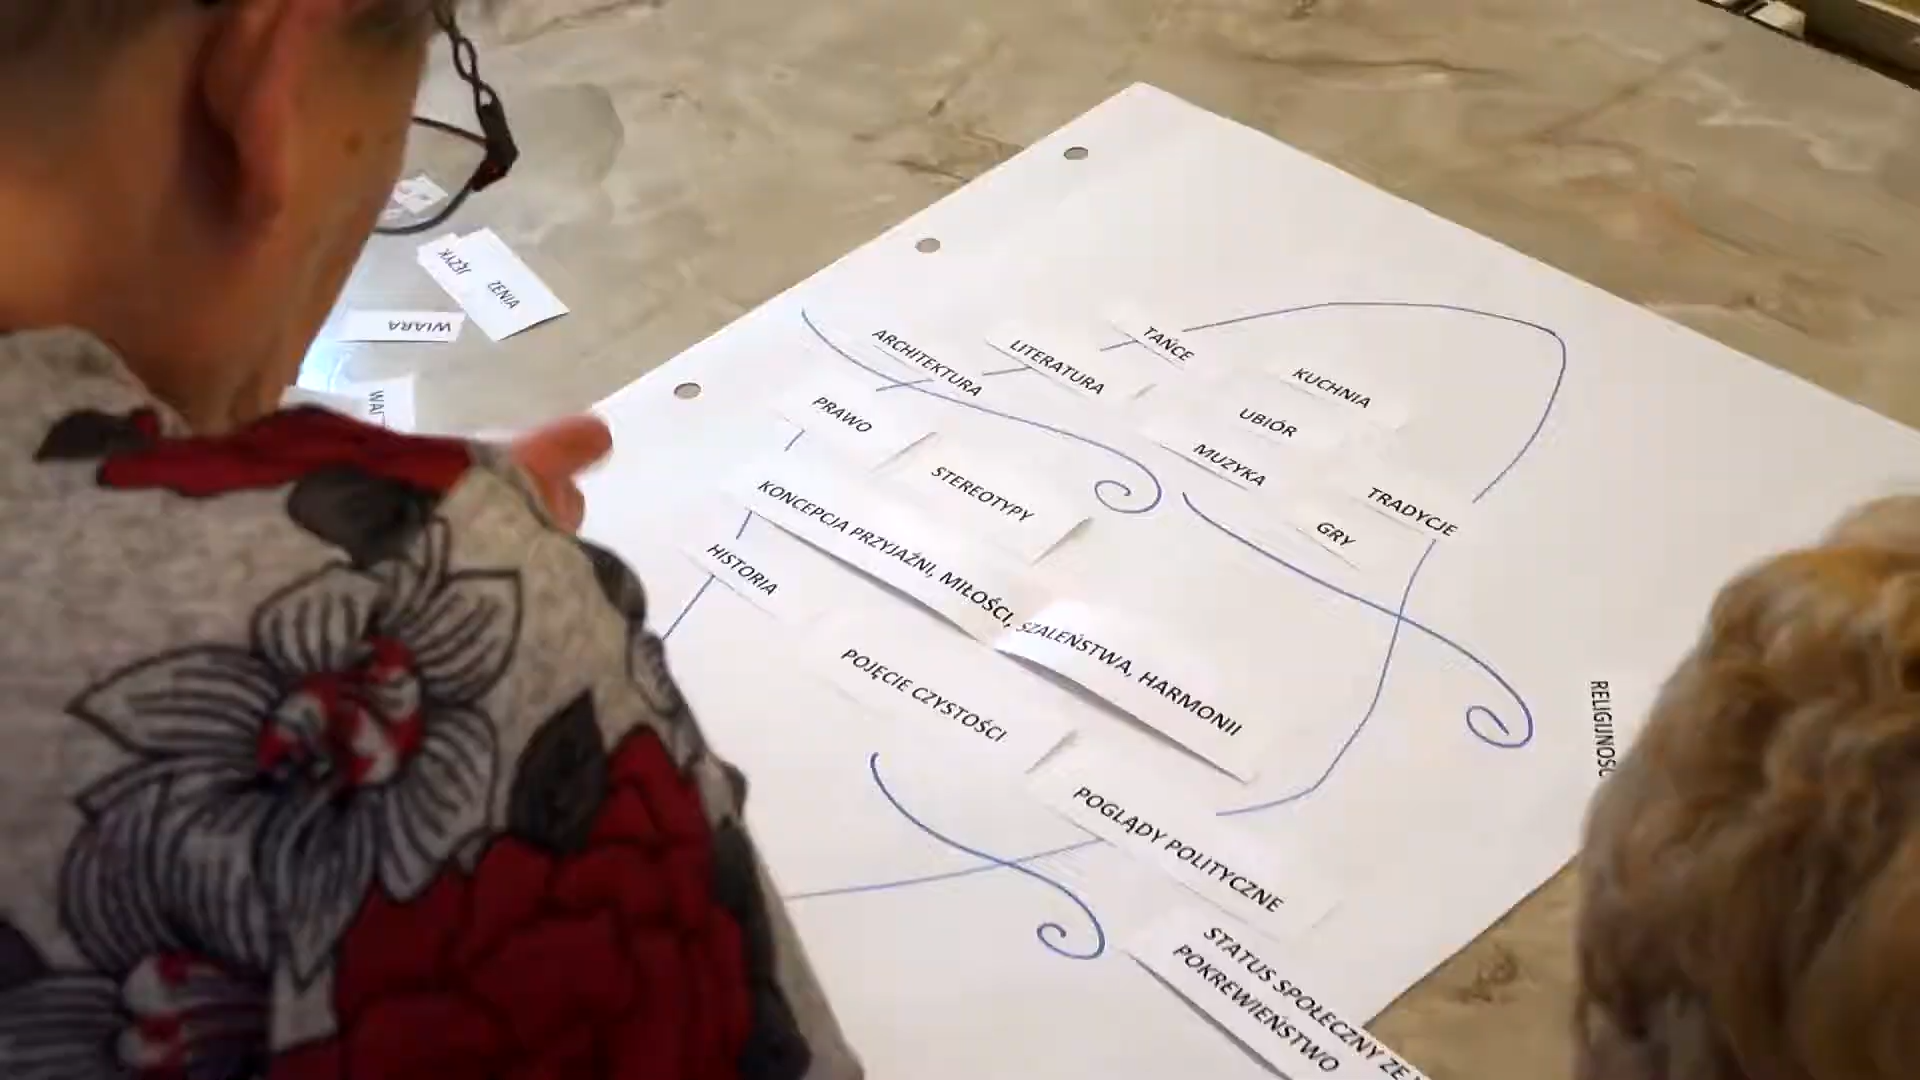 JĘZYK
ŻENIA
WIARA
TAŃCE
ARCHITEKTURA
LITERATURA
KUCHNIA
PRAWO
UBIÓR
MUZYKA
STEREOTYPY
TRADYCJE
GRY
KONCEPCJA PRZYJAŹNI, MIŁOŚCI, SZALEŃSTWA, HARMONII
HISTORIA
POJĘCIE CZYSTOŚCI
RELIGIJNOŚĆ
POGLĄDY POLITYCZNE
STATUS SPOŁECZNY ZE
POKREWIEŃSTWO